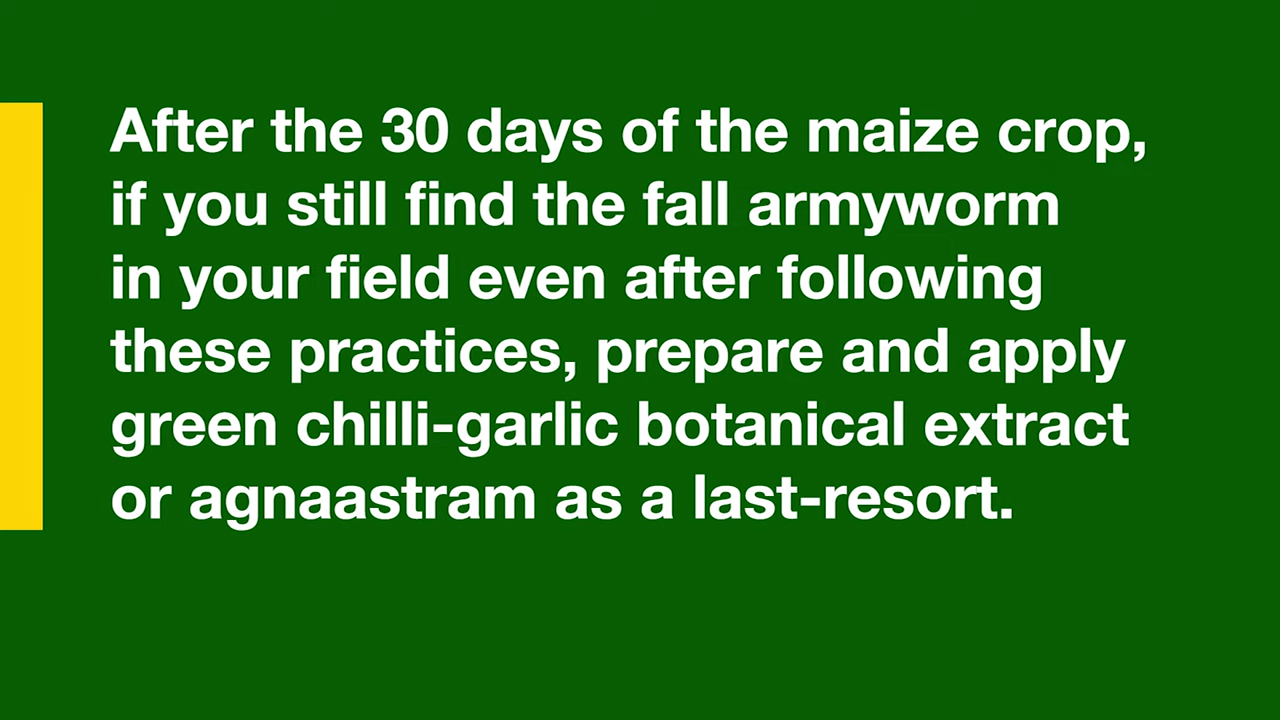 After the 30 days of the maize crop,
if you still find the fall armyworm
in your field even after following
these practices, prepare and apply
green chilli-garlic botanical extract
or agnaastram as a last-resort.